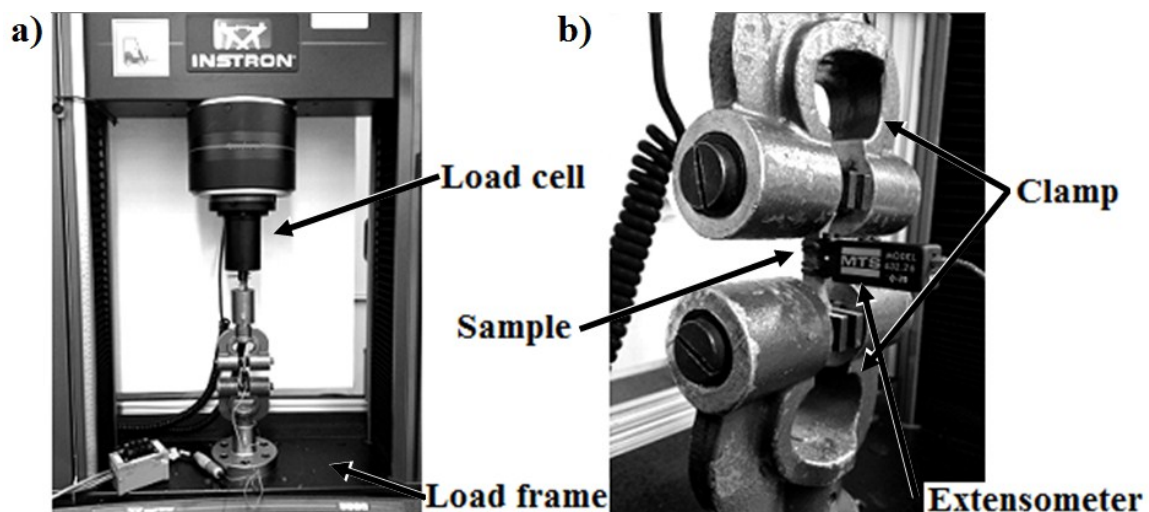 a)
INSTRON
Load cell
Load frame
b)
Clamp
MTS
MODEL
632.26
Sample
Extensometer